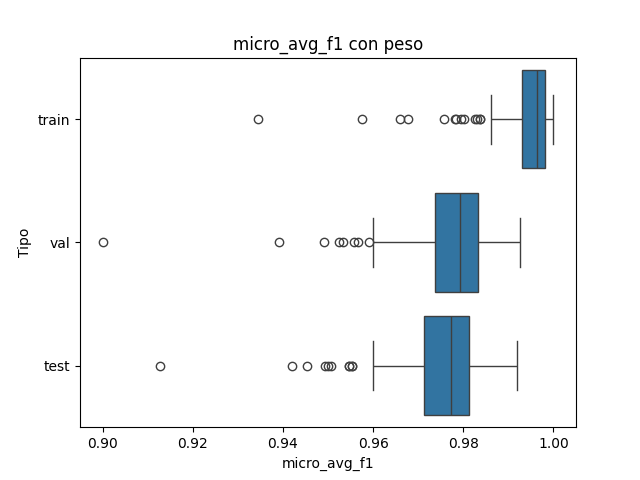 micro_avg_f1 con peso
Tipo
train
val
test
0.90 0.92 0.94 0.96 0.98 1.00
micro_avg_f1